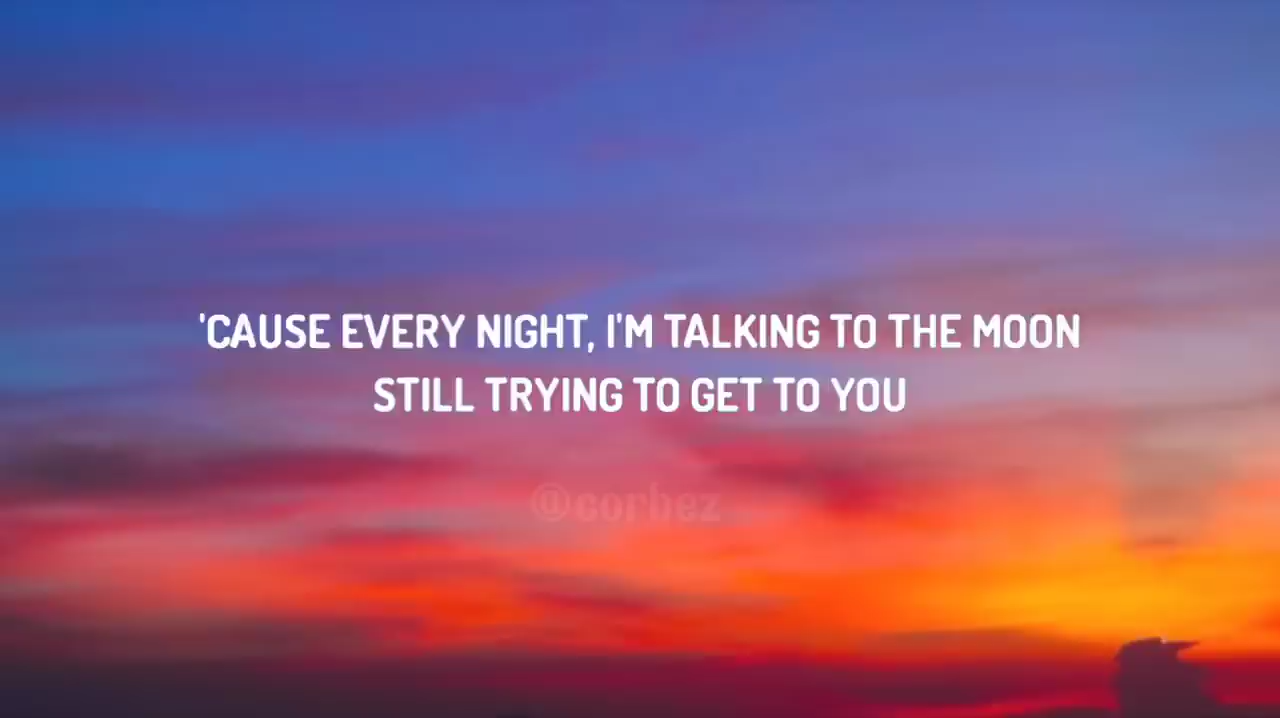 'CAUSE EVERY NIGHT, I'M TALKING TO THE MOON
STILL TRYING TO GET TO YOU
@corbez